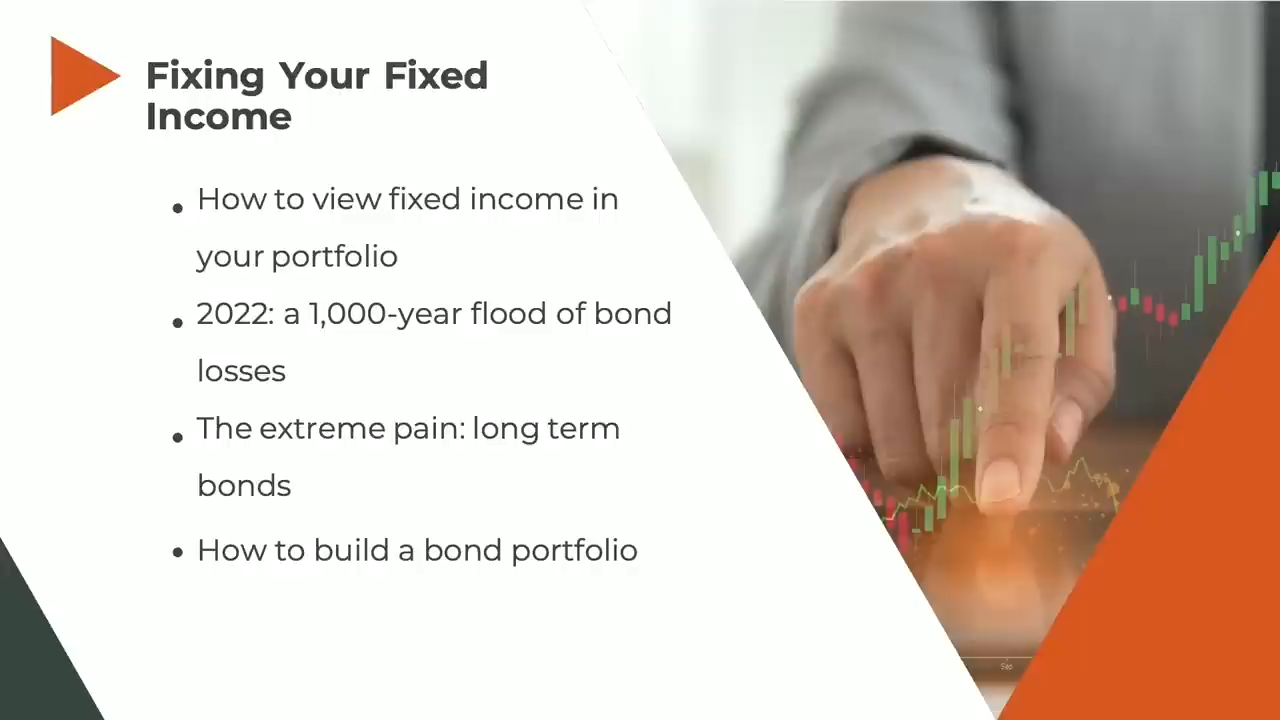 Fixing Your Fixed
Income
• How to view fixed income in
your portfolio
• 2022: a 1,000-year flood of bond
losses
• The extreme pain: long term
bonds
• How to build a bond portfolio
Sep